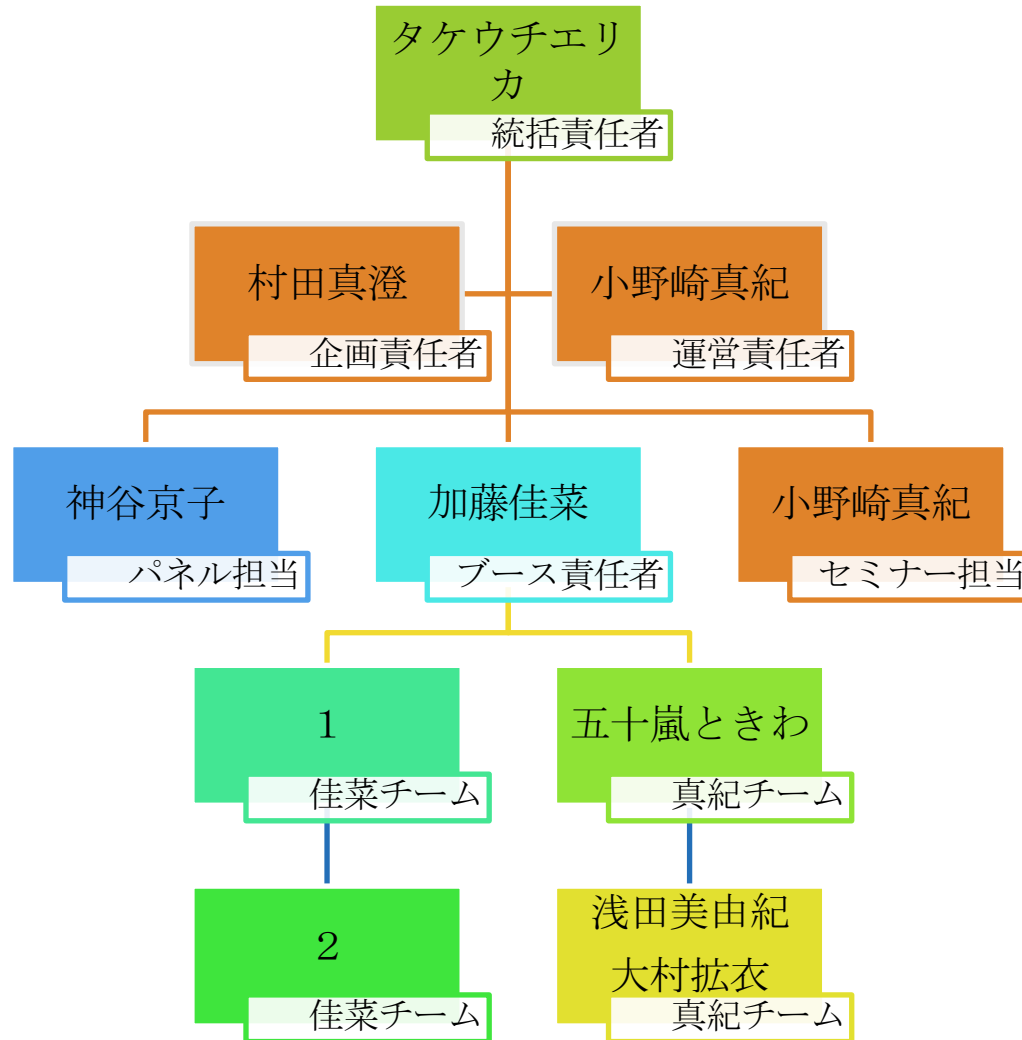 タケウチエリ
カ
統括責任者
村田真澄
企画責任者
小野崎真紀
運営責任者
神谷京子
パネル担当
加藤佳菜
ブース責任者
小野崎真紀
セミナー担当
1
佳菜チーム
五十嵐ときわ
真紀チーム
2
佳菜チーム
浅田美由紀
大村拡衣
真紀チーム